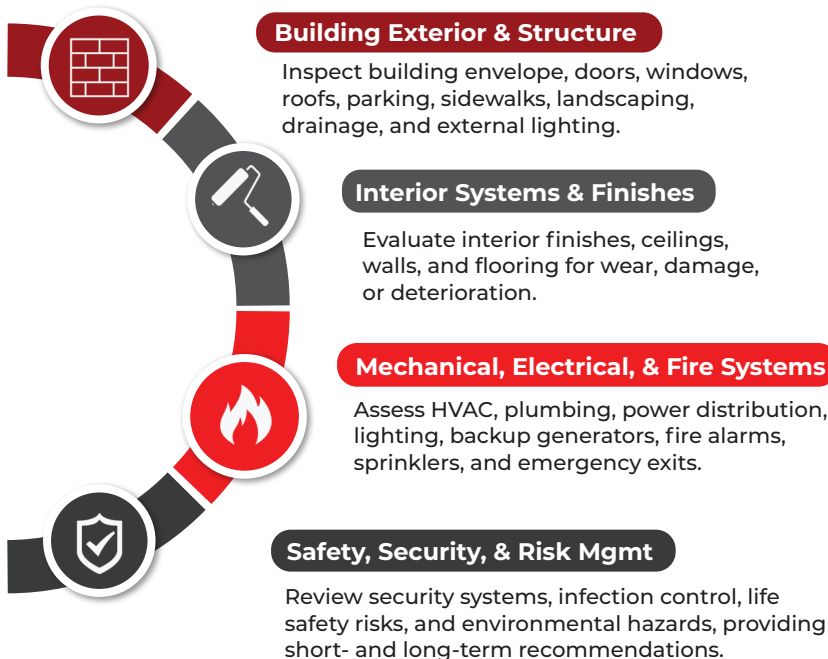 Building Exterior & Structure
Inspect building envelope, doors, windows,
roofs, parking, sidewalks, landscaping,
drainage, and external lighting.
Interior Systems & Finishes
Evaluate interior finishes, ceilings,
walls, and flooring for wear, damage,
or deterioration.
Mechanical, Electrical, & Fire Systems
Assess HVAC, plumbing, power distribution,
lighting, backup generators, fire alarms,
sprinklers, and emergency exits.
Safety, Security, & Risk Mgmt
Review security systems, infection control, life
safety risks, and environmental hazards, providing
short- and long-term recommendations.